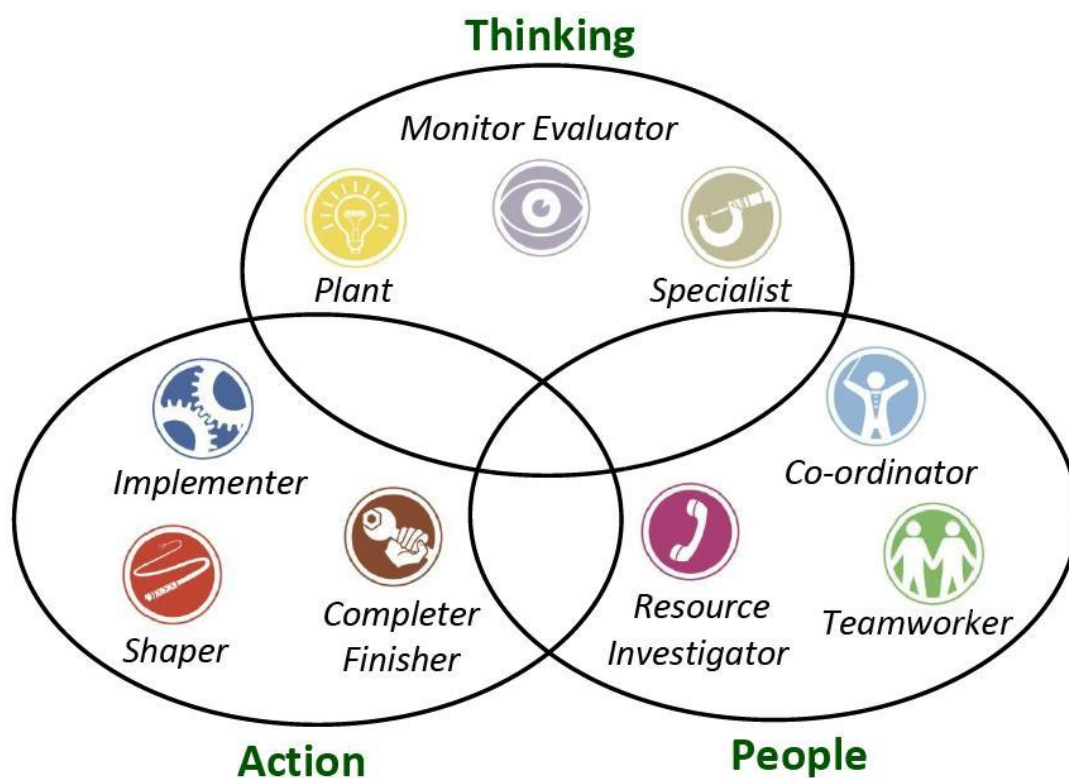 Thinking
Monitor Evaluator
Plant
Specialist
Implementer
Co-ordinator
Shaper
Completer
Finisher
Resource
Investigator
Teamworker
Action
People